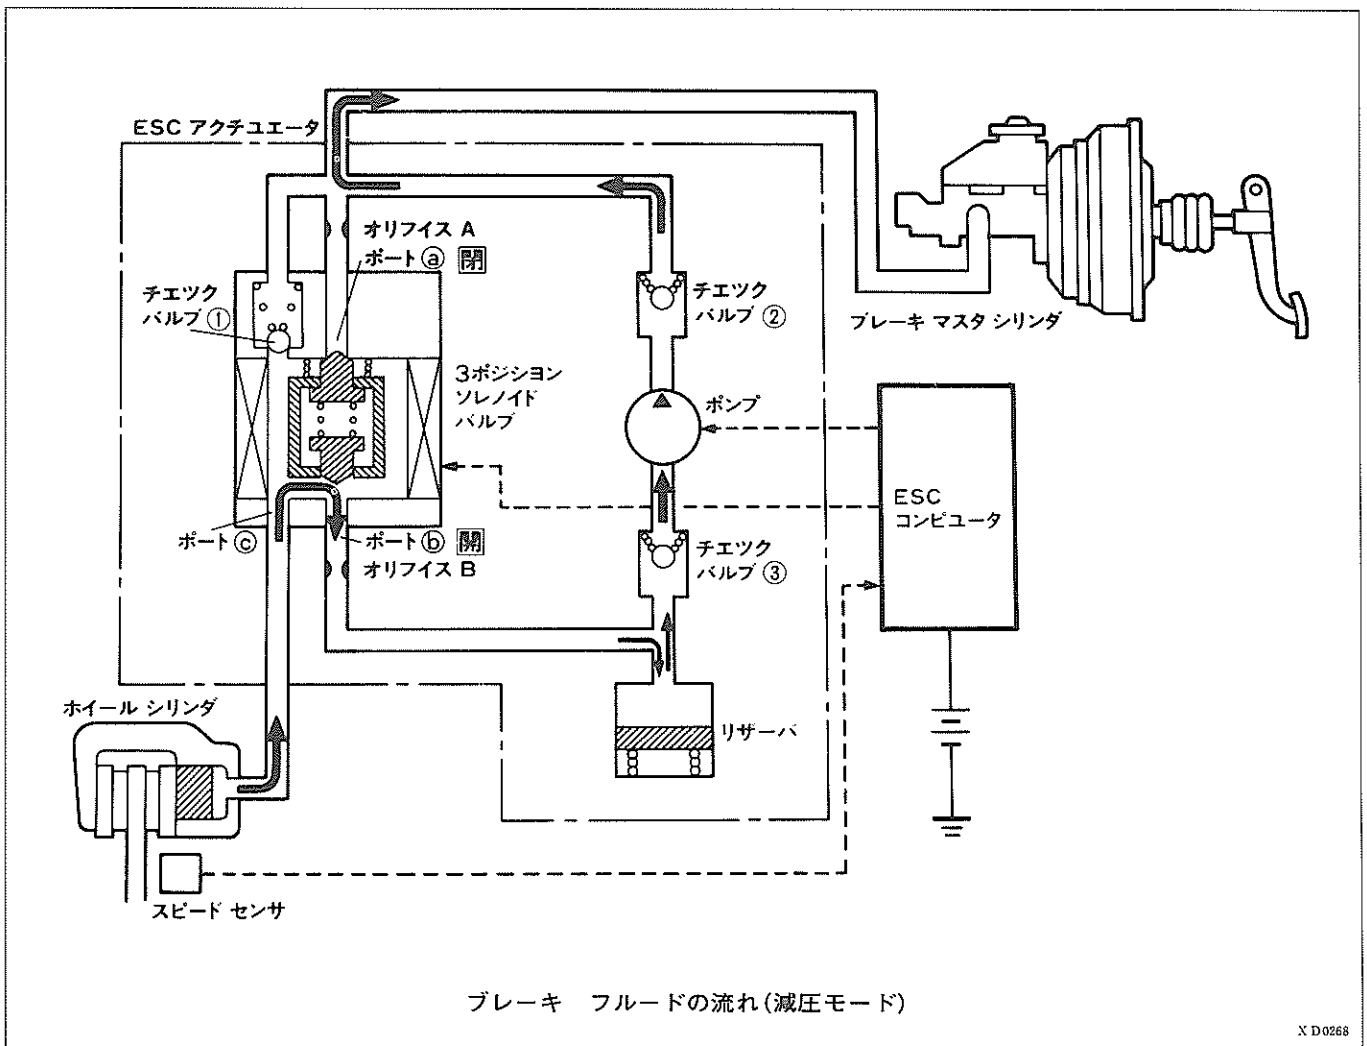 ESC アクチユエータ
オリフイス A
ポート ⓐ 閉
チエツク
バルブ ①
チエツク
バルブ ②
ブレーキ マスタ シリンダ
3ポジシヨン
ソレノイド
バルブ
ポンプ
ESC
コンピユータ
ポート ⓒ
ポート ⓑ 開
オリフイス B
チエツク
バルブ ③
ホイール シリンダ
リザーバ
スピード センサ
ブレーキ フルードの流れ(減圧モード)
X D0268